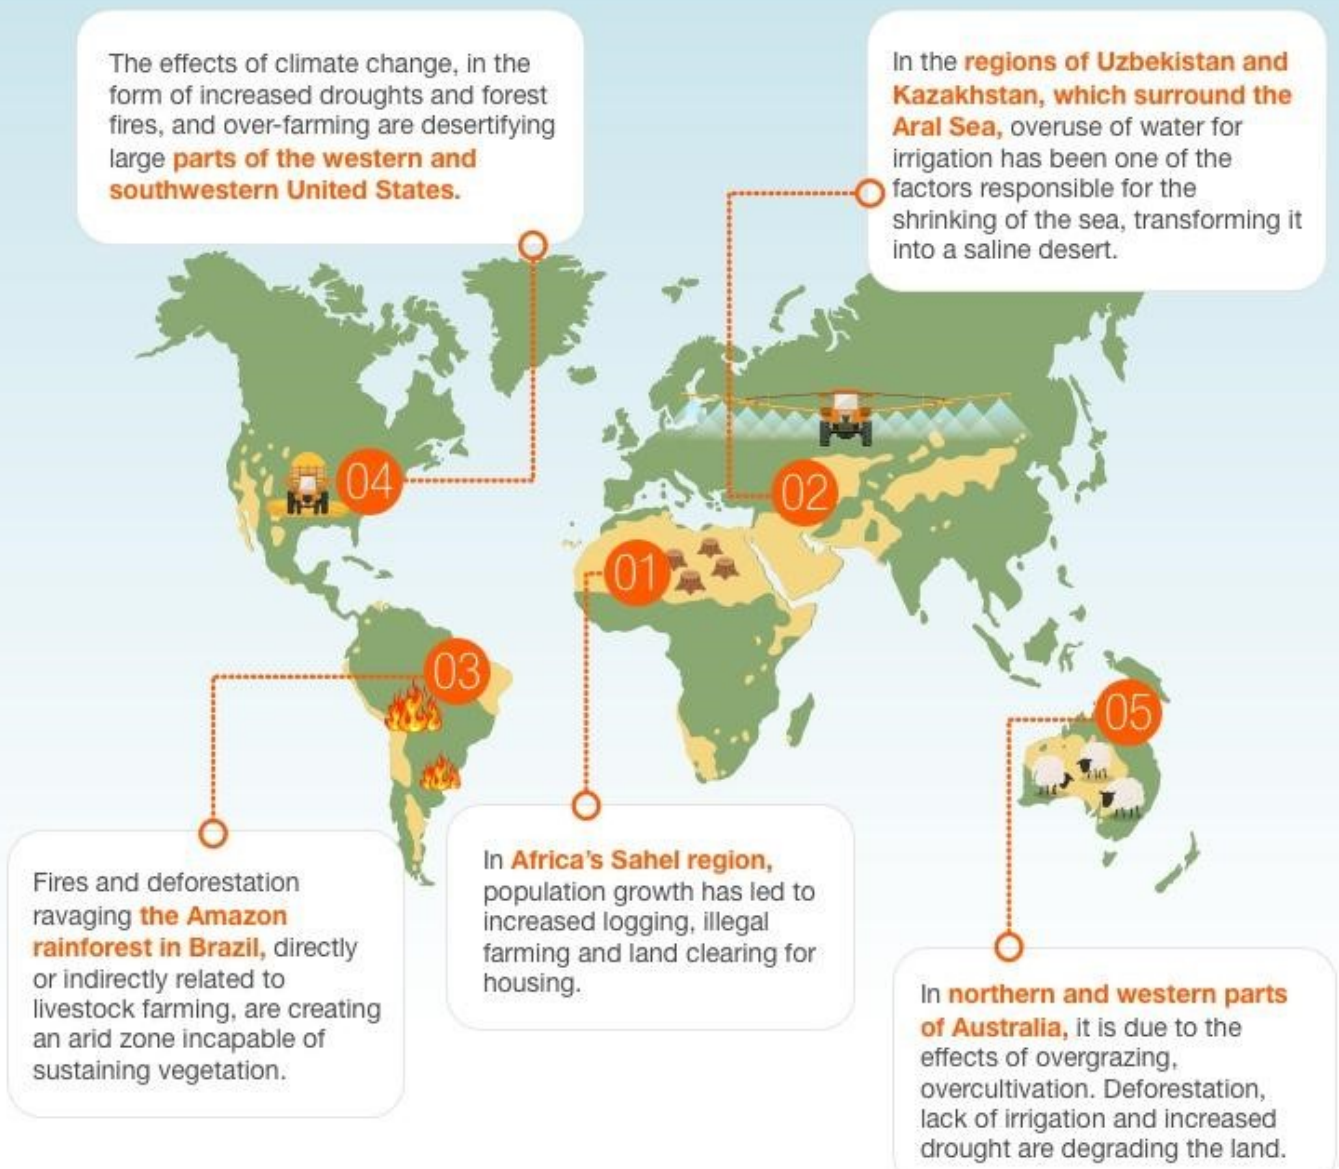 The effects of climate change, in the
form of increased droughts and forest
fires, and over-farming are desertifying
large parts of the western and
southwestern United States.
In the regions of Uzbekistan and
Kazakhstan, which surround the
Aral Sea, overuse of water for
irrigation has been one of the
factors responsible for the
shrinking of the sea, transforming it
into a saline desert.
04
02
01
03
05
Fires and deforestation
ravaging the Amazon
rainforest in Brazil, directly
or indirectly related to
livestock farming, are creating
an arid zone incapable of
sustaining vegetation.
In Africa's Sahel region,
population growth has led to
increased logging, illegal
farming and land clearing for
housing.
In northern and western parts
of Australia, it is due to the
effects of overgrazing,
overcultivation. Deforestation,
lack of irrigation and increased
drought are degrading the land.